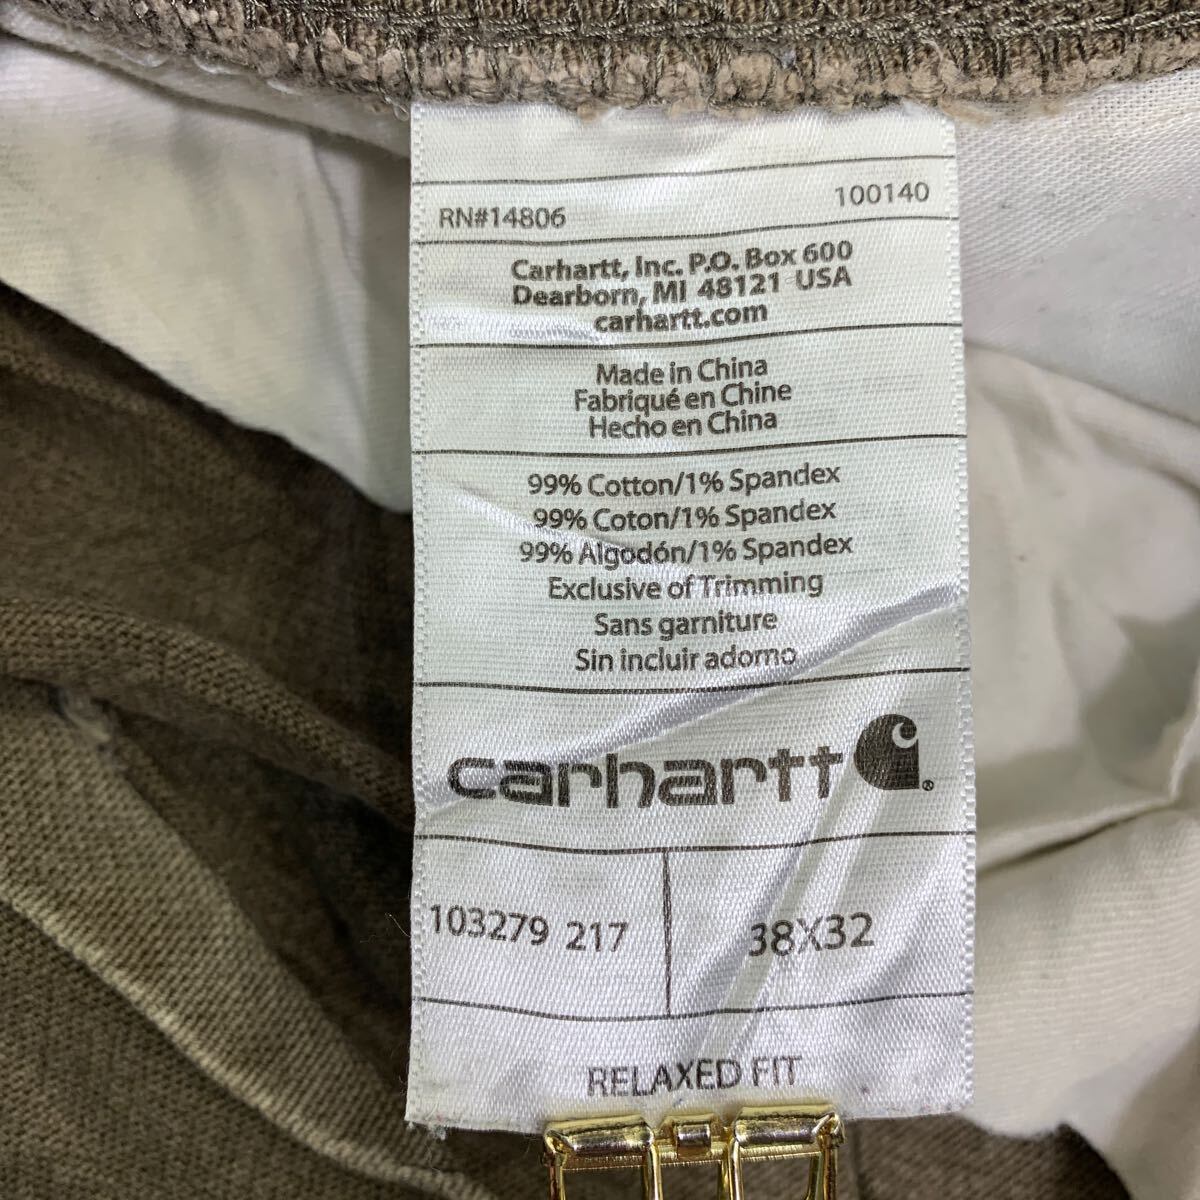 RN#14806 100140
Carhartt, Inc. P.O. Box 600
Dearborn, MI 48121 USA
carhartt.com
Made in China
Fabriqué en Chine
Hecho en China
99% Cotton/1% Spandex
99% Coton/1% Spandex
99% Algodón/1% Spandex
Exclusive of Trimming
Sans garniture
Sin incluir adorno
carhartt®
103279 217 38X32
RELAXED FIT